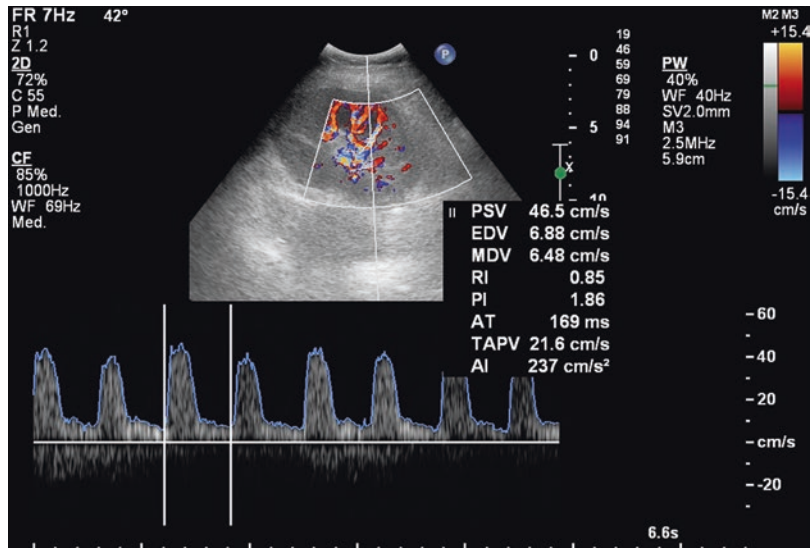 FR 7Hz 42°
R1
Z 1.2
2D
72%
C 55
P Med.
Gen
CF
85%
1000Hz
WF 69Hz
Med.
P
0
5
10
19
46
59
69
79
88
94
91
PW
40%
WF 40Hz
SV2.0mm
M3
2.5MHz
5.9cm
M2 M3
+15.4
-15.4
cm/s
x
II PSV 46.5 cm/s
EDV 6.88 cm/s
MDV 6.48 cm/s
RI 0.85
PI 1.86
AT 169 ms
TAPV 21.6 cm/s
AI 237 cm/s²
60
40
20
cm/s
-20
6.6s